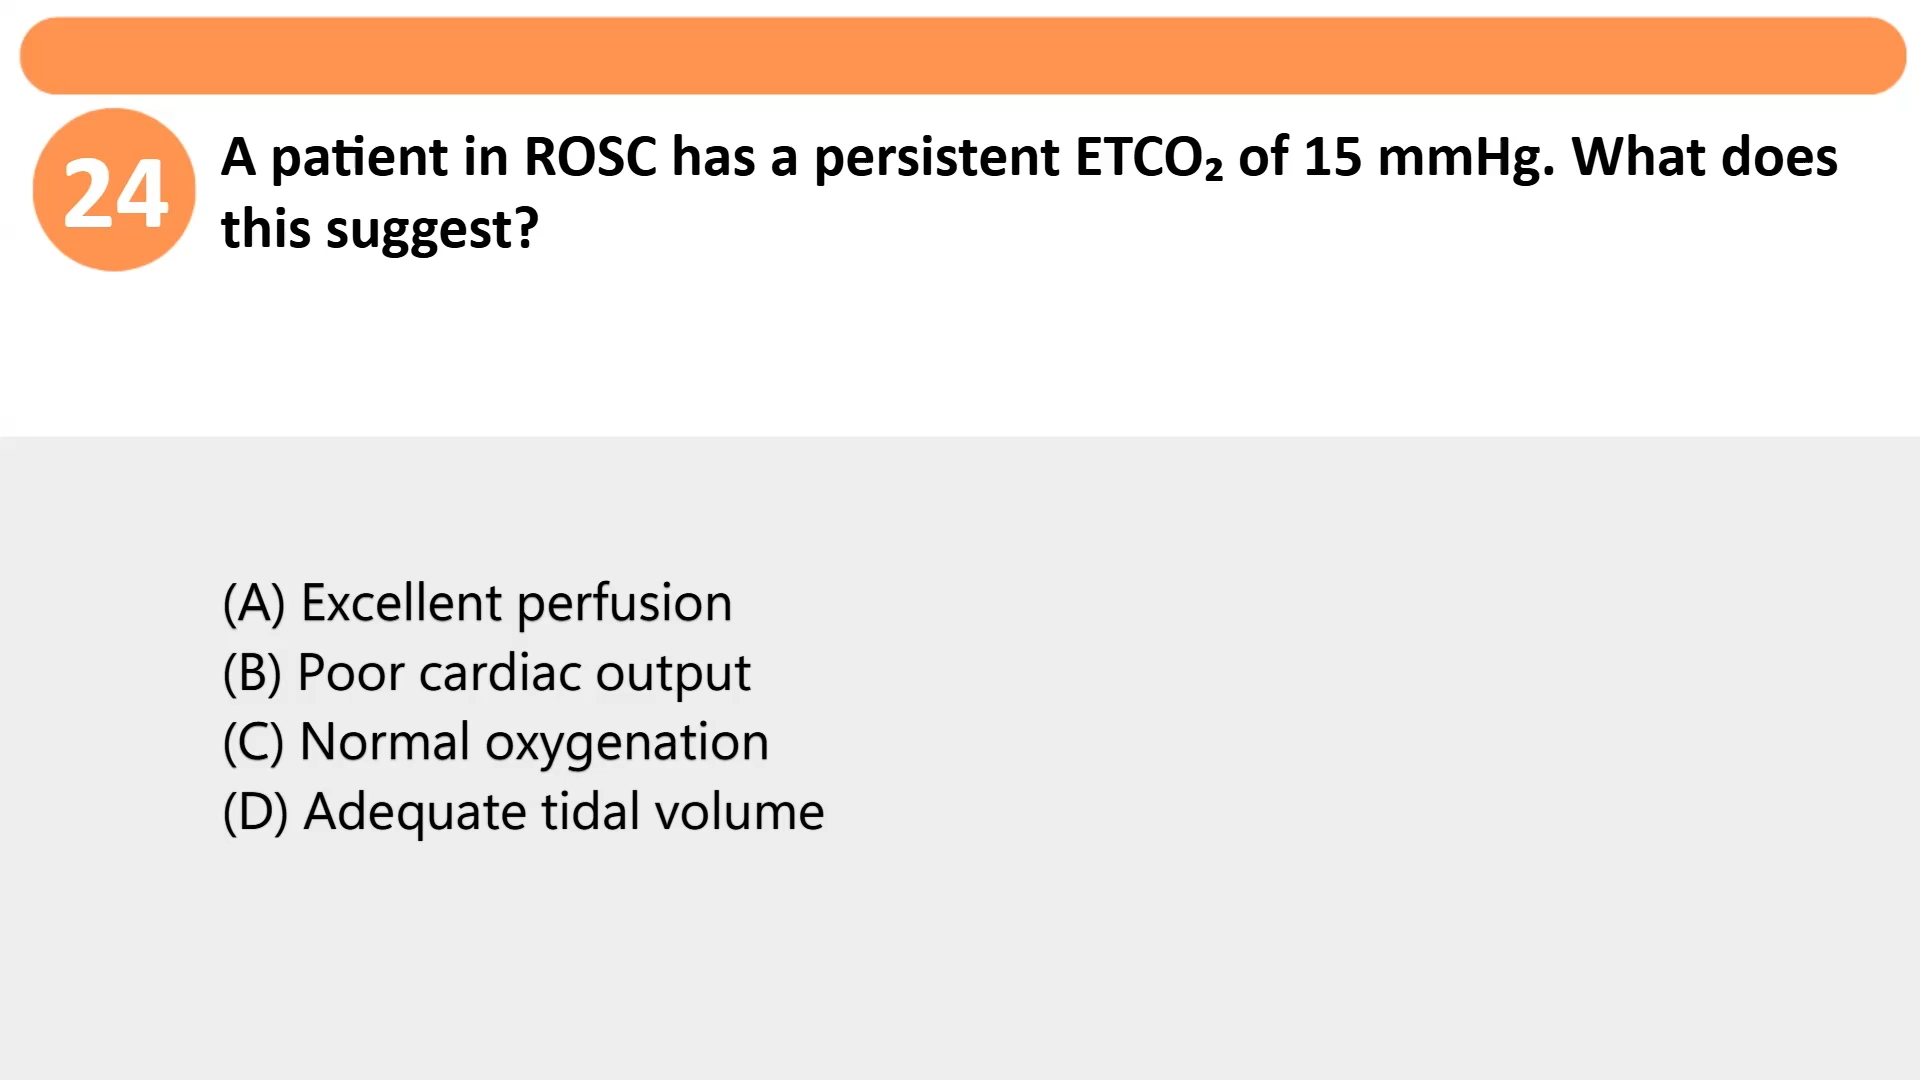 24
A patient in ROSC has a persistent ETCO₂ of 15 mmHg. What does
this suggest?
(A) Excellent perfusion
(B) Poor cardiac output
(C) Normal oxygenation
(D) Adequate tidal volume